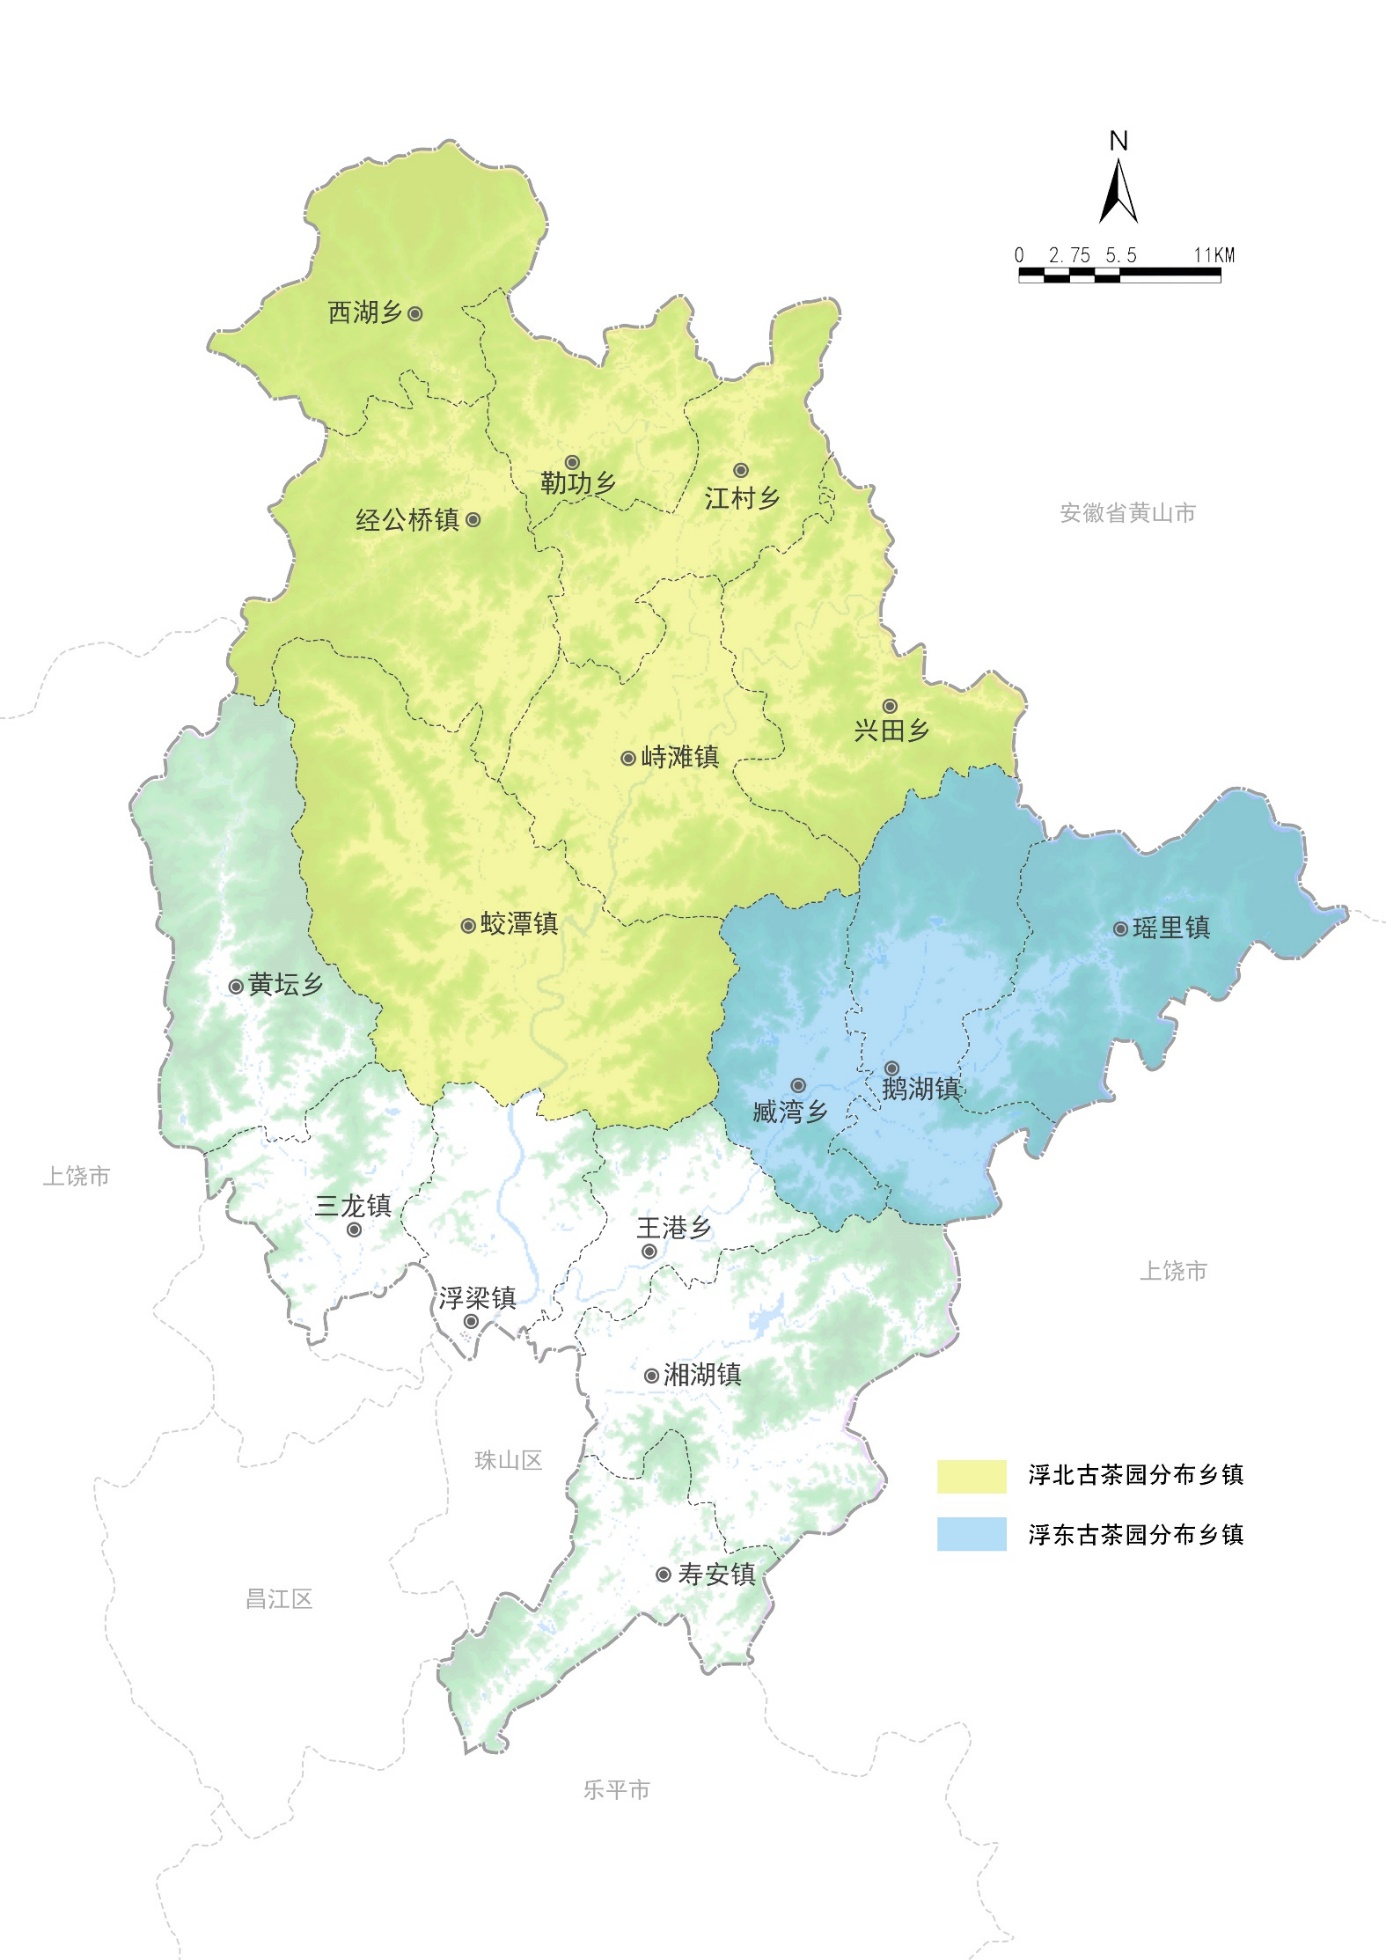 N
0 2.75 5.5 11KM
西湖乡
勒功乡
江村乡
经公桥镇
安徽省黄山市
兴田乡
峙滩镇
蛟潭镇
瑶里镇
黄坛乡
鹅湖镇
臧湾乡
上饶市
三龙镇
王港乡
上饶市
浮梁镇
湘湖镇
珠山区
浮北古茶园分布乡镇
浮东古茶园分布乡镇
寿安镇
昌江区
乐平市